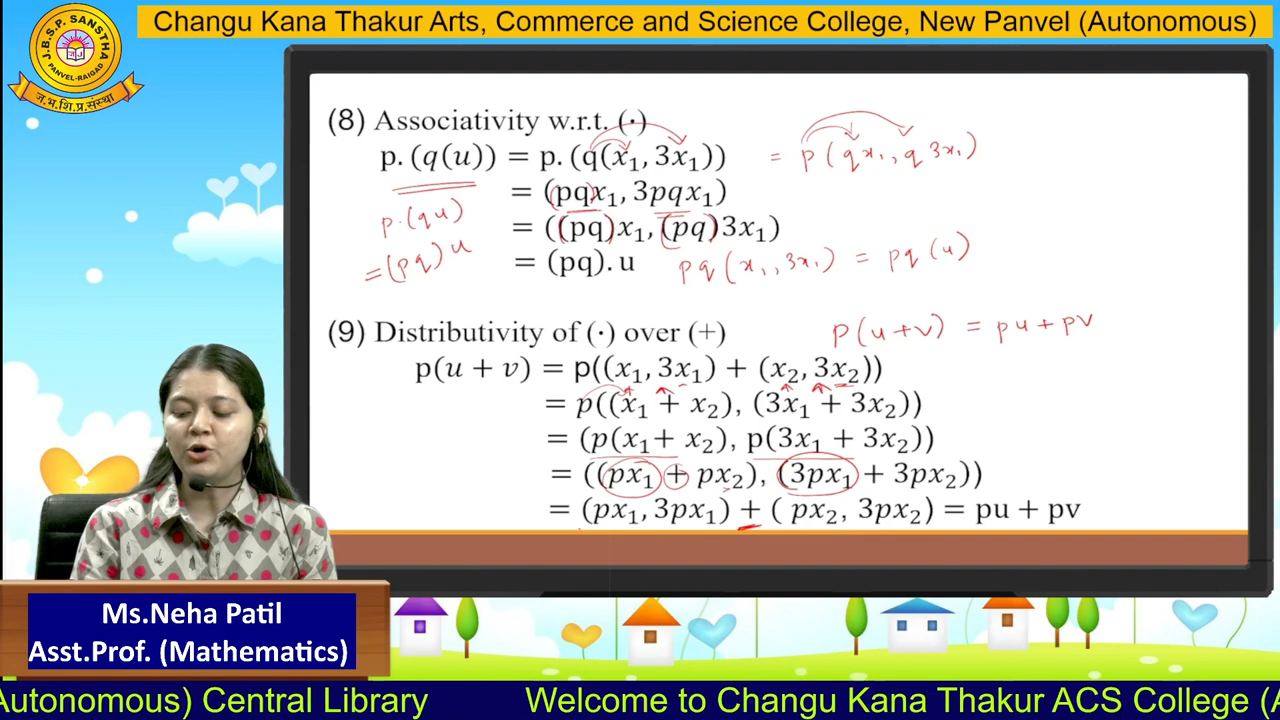 Changu Kana Thakur Arts, Commerce and Science College, New Panvel (Autonomous)
J.B.S.P. SANSTHA
PANVEL-RAIGAD
ज.भ.शि.प्र.संस्था
(8) Associativity w.r.t. (·)
p. (q(u)) = p. (q(x₁, 3x₁)) = p(qx₁, q3x₁)
= (pqx₁, 3pqx₁)
p.(qu)
= ((pq)x₁, (pq)3x₁)
=(pq)u
= (pq). u pq(x₁, 3x₁) = pq(u)
(9) Distributivity of (·) over (+) p(u+v) = pu+pv
p(u + v) = p((x₁, 3x₁) + (x₂, 3x₂))
= p((x₁ + x₂), (3x₁ + 3x₂))
= (p(x₁+ x₂), p(3x₁ + 3x₂))
= ((px₁ + px₂), (3px₁ + 3px₂))
= (px₁, 3px₁) + ( px₂, 3px₂) = pu + pv
Ms.Neha Patil
Asst.Prof. (Mathematics)
Autonomous) Central Library Welcome to Changu Kana Thakur ACS College (A